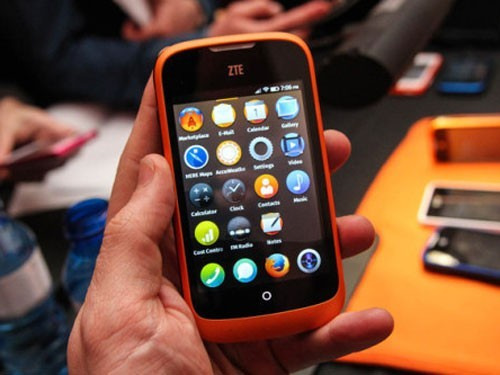 ZTE
7:06 PM
Marketplace
E-Mail
Calendar
Gallery
HERE Maps
AccuWeather
Settings
Video
Calculator
Clock
Contacts
Music
Cost Control
FM Radio
Notes